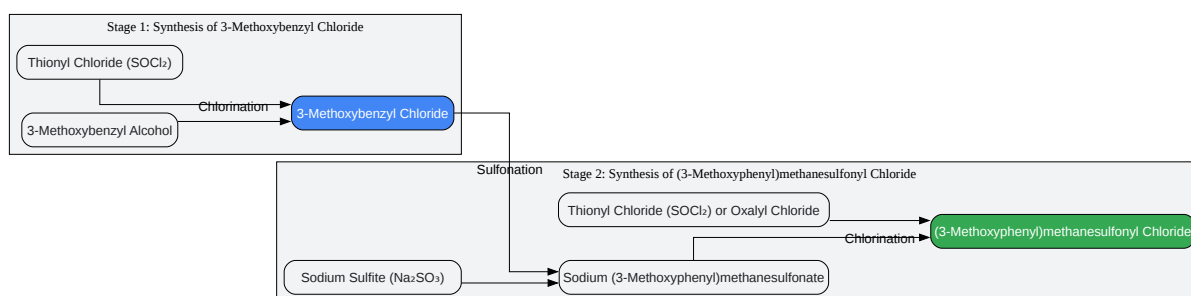 Stage 1: Synthesis of 3-Methoxybenzyl Chloride
Thionyl Chloride (SOCl₂)
Chlorination
3-Methoxybenzyl Chloride
3-Methoxybenzyl Alcohol
Sulfonation
Stage 2: Synthesis of (3-Methoxyphenyl)methanesulfonyl Chloride
Thionyl Chloride (SOCl₂) or Oxalyl Chloride
Chlorination
(3-Methoxyphenyl)methanesulfonyl Chloride
Sodium Sulfite (Na₂SO₃)
Sodium (3-Methoxyphenyl)methanesulfonate